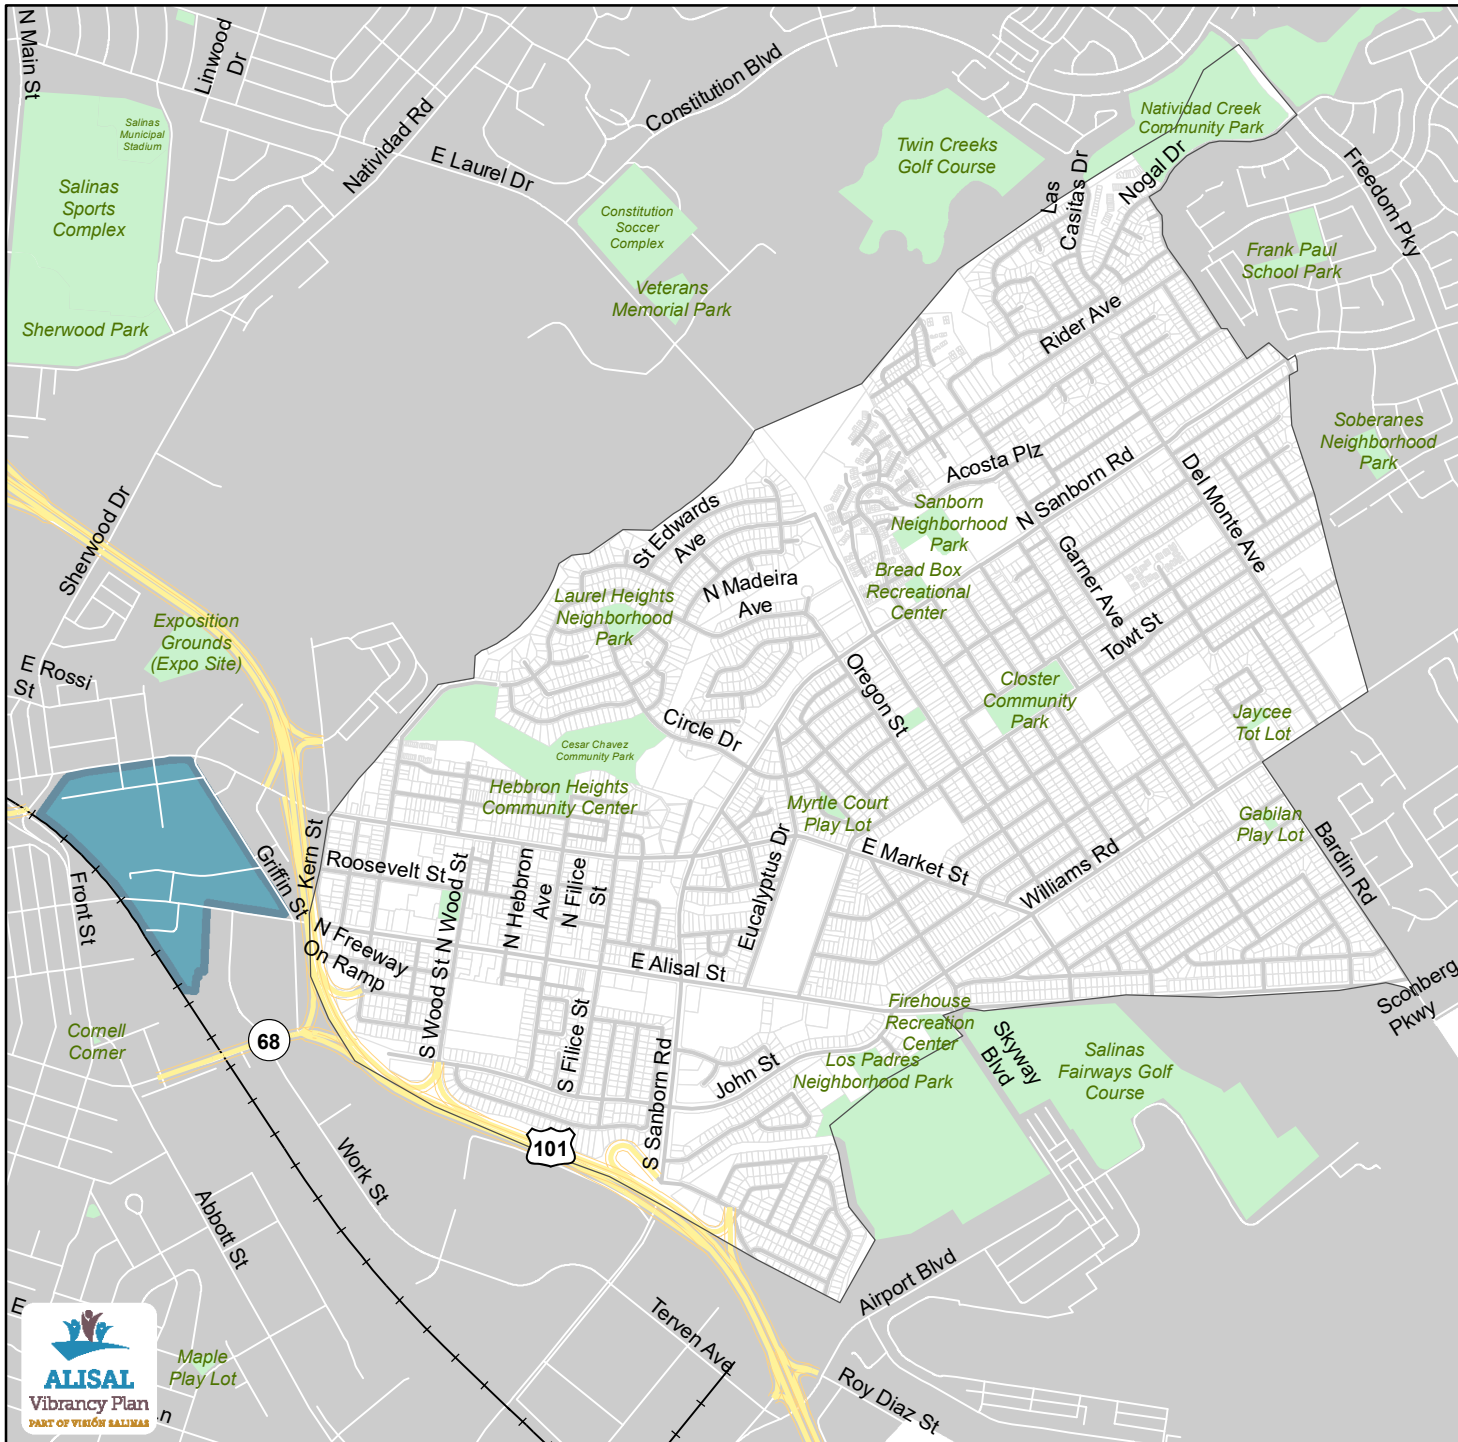 N Main St
Linwood
Dr
Constitution Blvd
Natividad Rd
E Laurel Dr
Salinas
Municipal
Stadium
Salinas
Sports
Complex
Sherwood Park
Constitution
Soccer
Complex
Veterans
Memorial Park
Twin Creeks
Golf Course
Natividad Creek
Community Park
Las
Casitas Dr
Nogal Dr
Freedom Pky
Frank Paul
School Park
Rider Ave
Soberanes
Neighborhood
Park
Acosta Plz
N Sanborn Rd
Del Monte Ave
Sanborn
Neighborhood
Park
Sherwood Dr
St Edwards
Ave
N Madeira
Ave
Bread Box
Recreational
Center
Garner Ave
Towt St
Laurel Heights
Neighborhood
Park
Exposition
Grounds
(Expo Site)
E Rossi
St
Oregon St
Closter
Community
Park
Jaycee
Tot Lot
Circle Dr
Cesar Chavez
Community Park
Hebbron Heights
Community Center
Myrtle Court
Play Lot
Gabilan
Play Lot
Bardin Rd
Kern St
Griffin St
Front St
Roosevelt St
N Wood St
N Hebbron
Ave
N Filice
St
Eucalyptus Dr
E Market St
Williams Rd
N Freeway
On Ramp
E Alisal St
S Wood St
S Filice St
S Sanborn Rd
John St
Firehouse
Recreation
Center
Los Padres
Neighborhood Park
Skyway
Blvd
Salinas
Fairways Golf
Course
Sconberg
Pkwy
Cornell
Corner
68
101
Work St
Abbott St
Airport Blvd
Terven Ave
Roy Diaz St
Maple
Play Lot
E
ALISAL
Vibrancy Plan
PART OF VISIÓN SALINAS